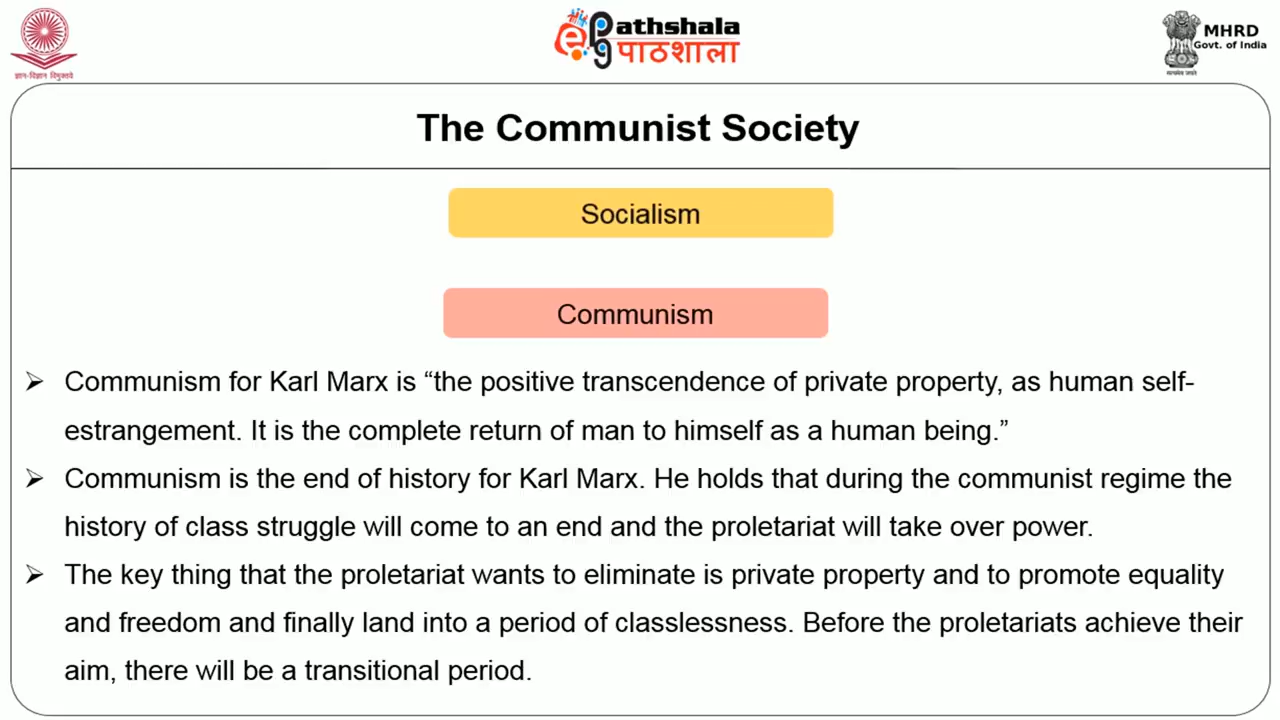 ज्ञान-विज्ञान विमुक्तये
ePg Pathshala
पाठशाला
MHRD
Govt. of India
सत्यमेव जयते
The Communist Society
Socialism
Communism
➢ Communism for Karl Marx is “the positive transcendence of private property, as human self-
estrangement. It is the complete return of man to himself as a human being.”
➢ Communism is the end of history for Karl Marx. He holds that during the communist regime the
history of class struggle will come to an end and the proletariat will take over power.
➢ The key thing that the proletariat wants to eliminate is private property and to promote equality
and freedom and finally land into a period of classlessness. Before the proletariats achieve their
aim, there will be a transitional period.